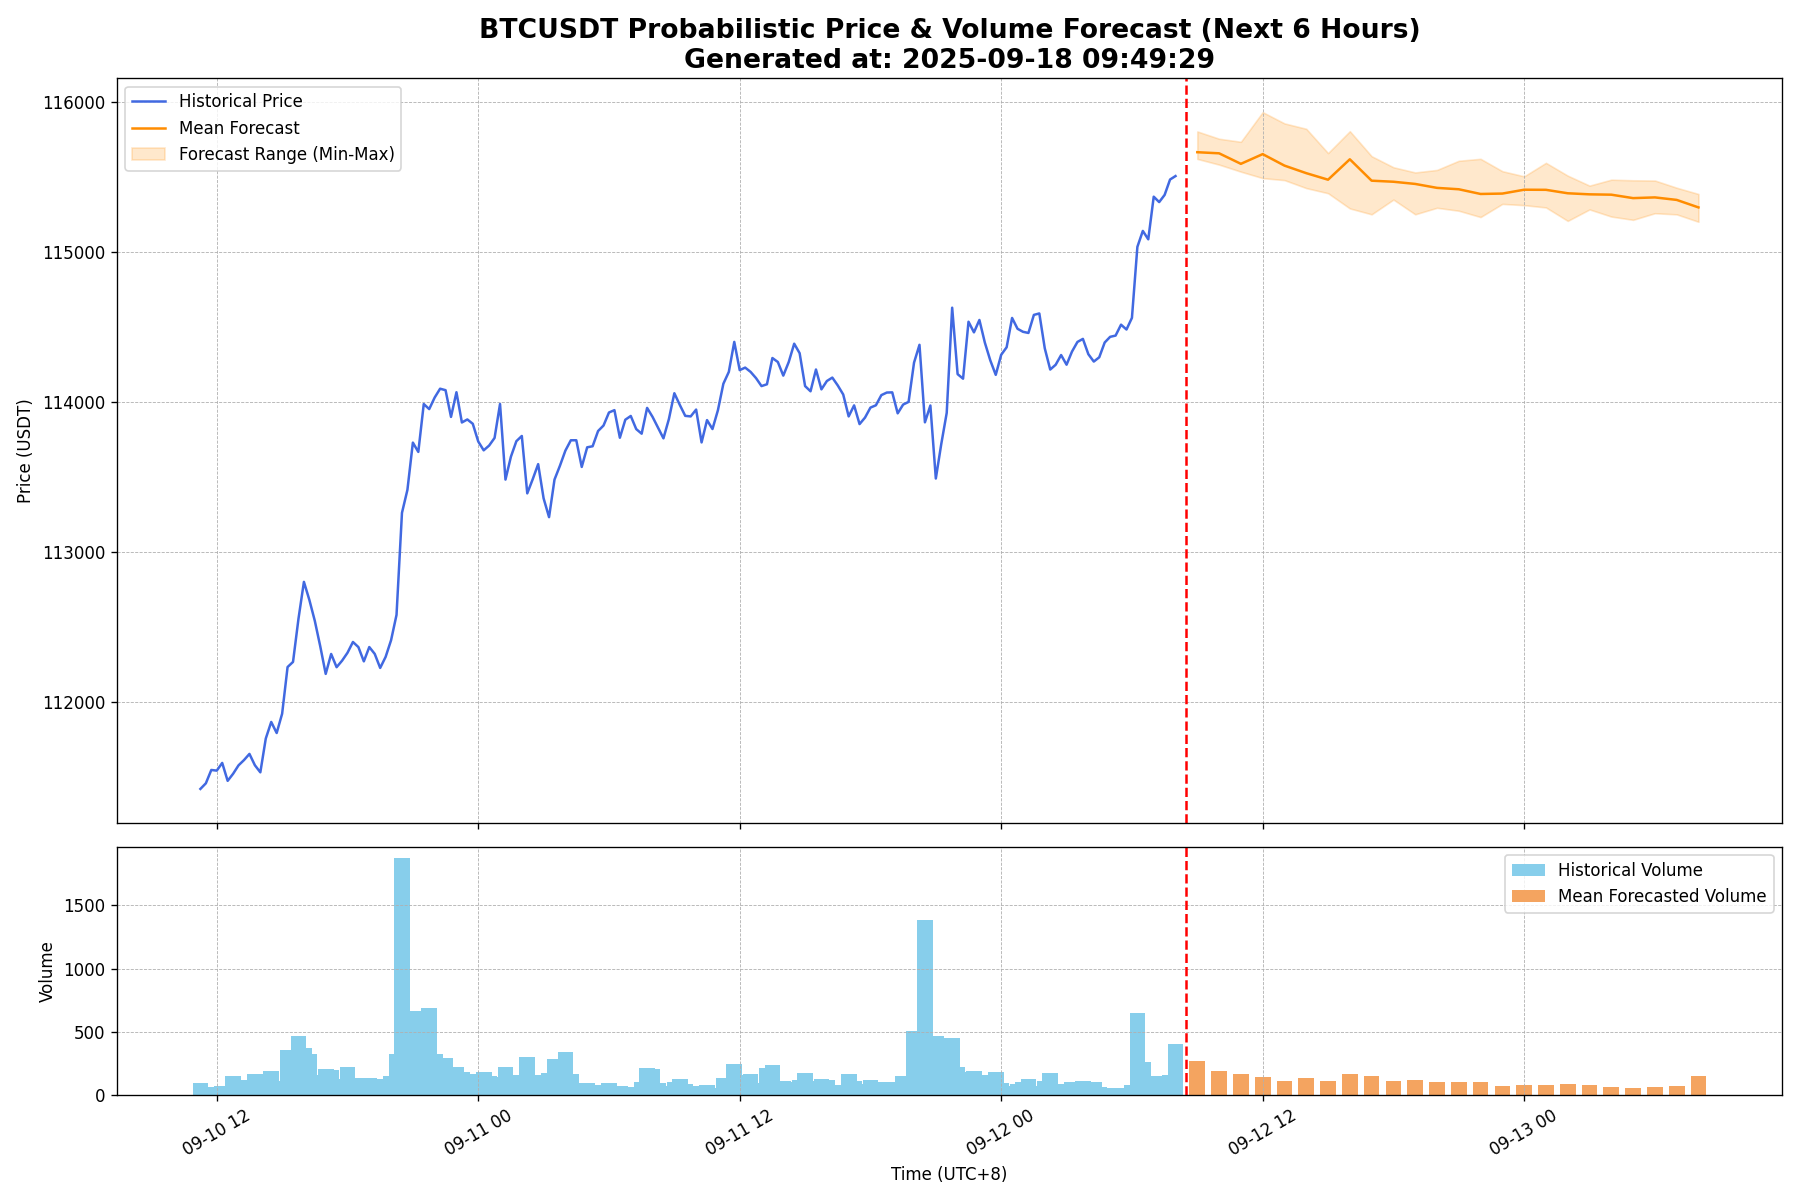 BTCUSDT Probabilistic Price & Volume Forecast (Next 6 Hours)
Generated at: 2025-09-18 09:49:29
Historical Price
Mean Forecast
Forecast Range (Min-Max)
116000
115000
114000
113000
112000
Price (USDT)
Historical Volume
Mean Forecasted Volume
1500
1000
500
0
Volume
09-10 12
09-11 00
09-11 12
09-12 00
09-12 12
09-13 00
Time (UTC+8)